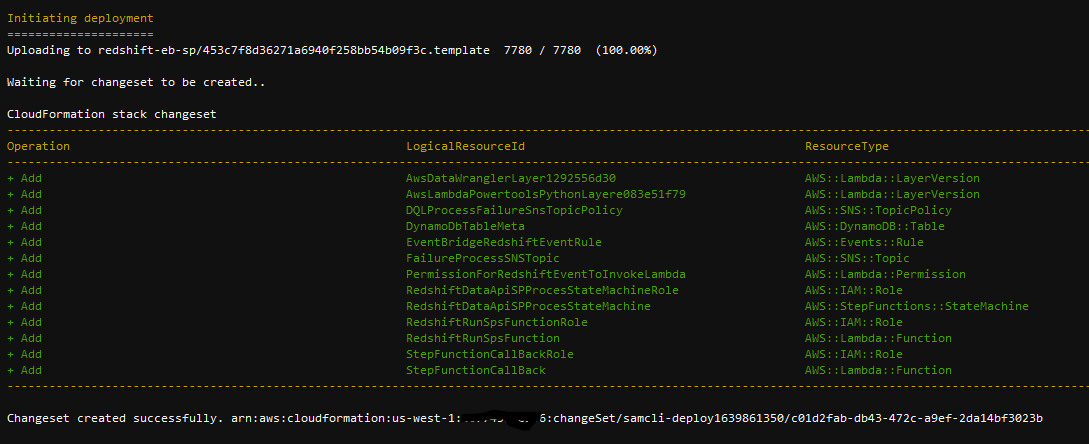 Initiating deployment
=====================
Uploading to redshift-eb-sp/453c7f8d36271a6940f258bb54b09f3c.template 7780 / 7780 (100.00%)
Waiting for changeset to be created..
CloudFormation stack changeset
Operation LogicalResourceId ResourceType
+ Add AwsDataWranglerLayer1292556d30 AWS::Lambda::LayerVersion
+ Add AwsLambdaPowertoolsPythonLayere083e51f79 AWS::Lambda::LayerVersion
+ Add DQLProcessFailureSnsTopicPolicy AWS::SNS::TopicPolicy
+ Add DynamoDbTableMeta AWS::DynamoDB::Table
+ Add EventBridgeRedshiftEventRule AWS::Events::Rule
+ Add FailureProcessSNSTopic AWS::SNS::Topic
+ Add PermissionForRedshiftEventToInvokeLambda AWS::Lambda::Permission
+ Add RedshiftDataApiSPProcesStateMachineRole AWS::IAM::Role
+ Add RedshiftDataApiSPProcesStateMachine AWS::StepFunctions::StateMachine
+ Add RedshiftRunSpsFunctionRole AWS::IAM::Role
+ Add RedshiftRunSpsFunction AWS::Lambda::Function
+ Add StepFunctionCallBackRole AWS::IAM::Role
+ Add StepFunctionCallBack AWS::Lambda::Function
Changeset created successfully. arn:aws:cloudformation:us-west-1: 6:changeSet/samcli-deploy1639861350/c01d2fab-db43-472c-a9ef-2da14bf3023b